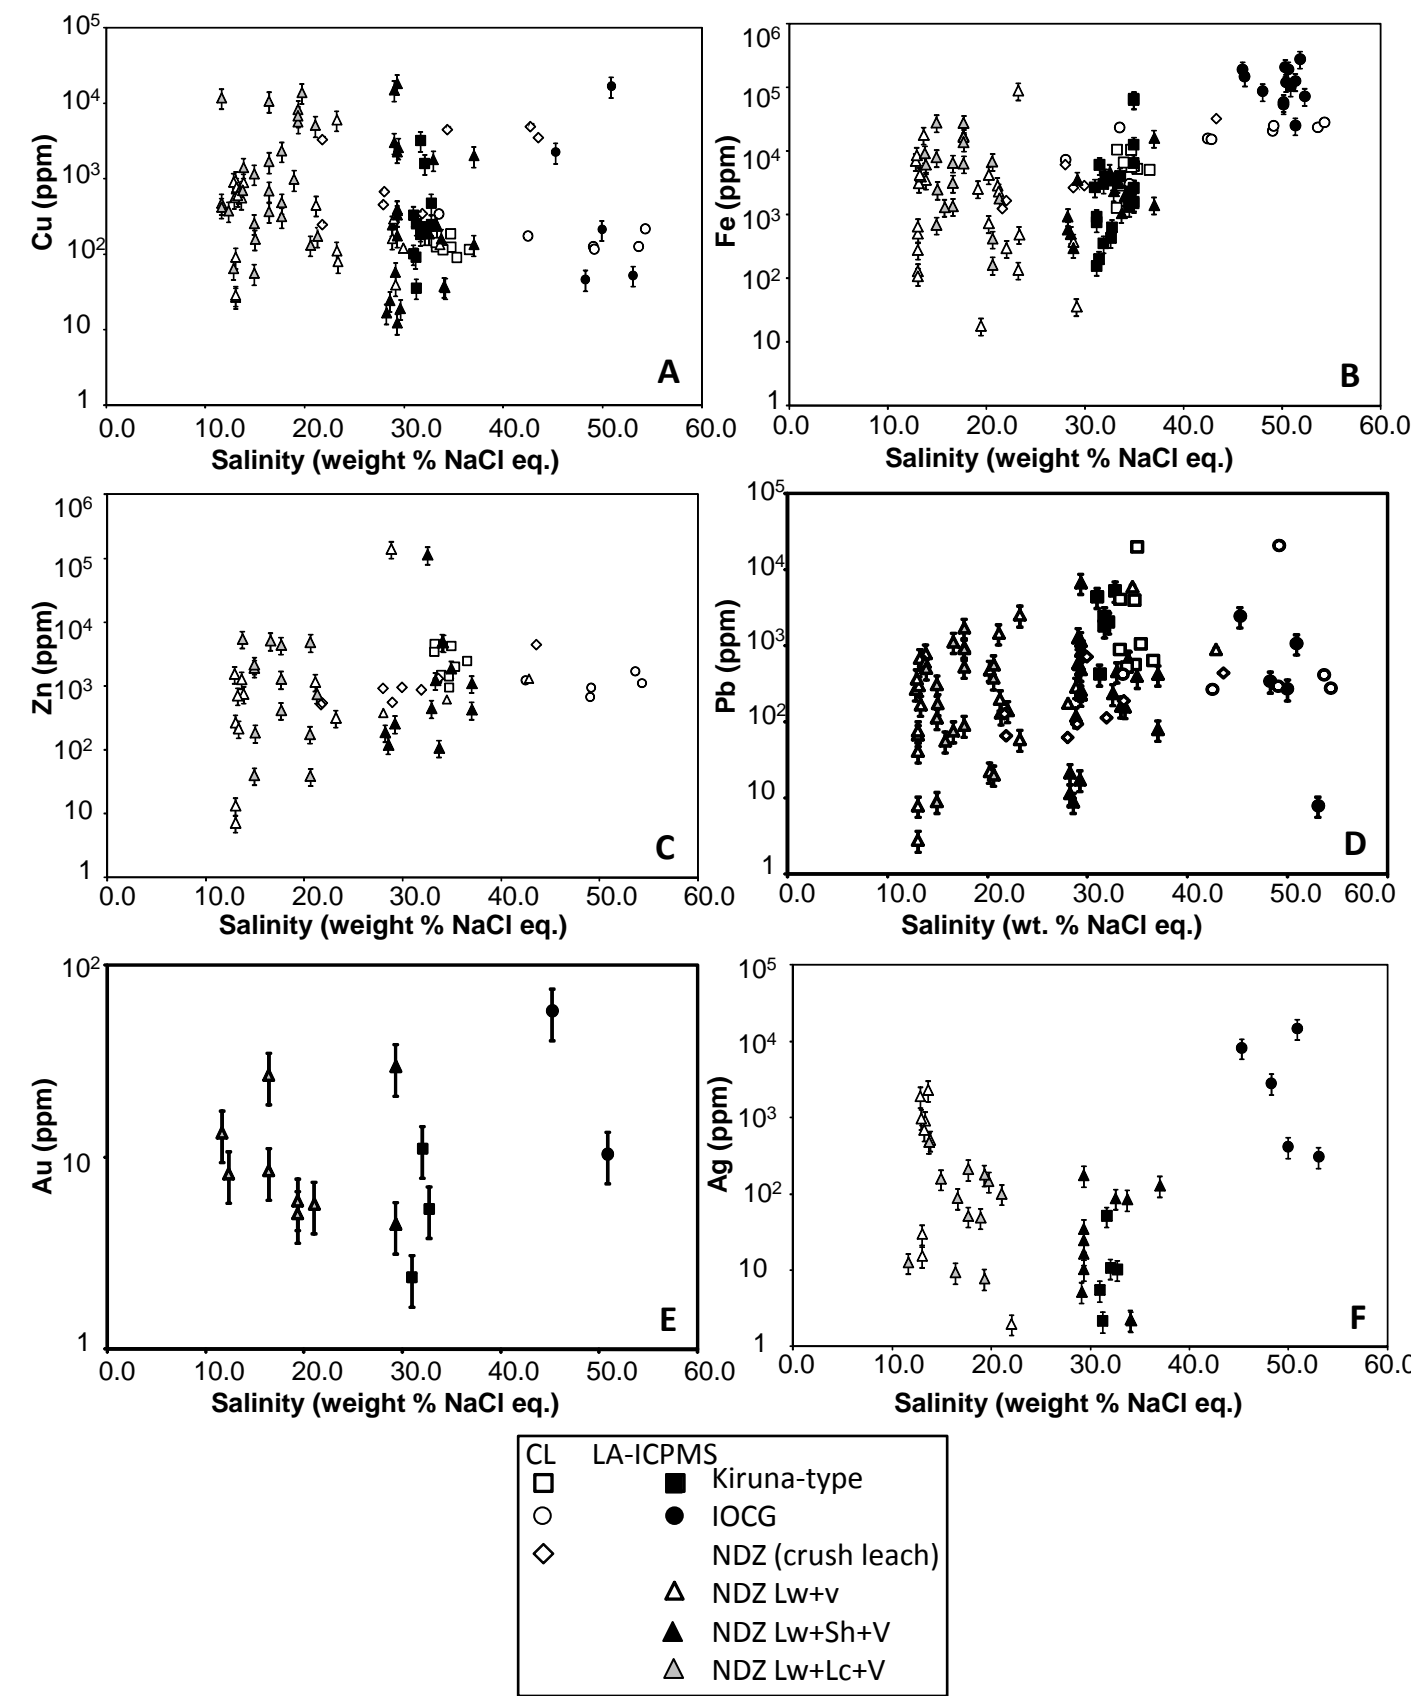 10^5
10^4
10^3
10^2
10
1
Cu (ppm)
A
0.0 10.0 20.0 30.0 40.0 50.0 60.0
Salinity (weight % NaCl eq.)
10^6
10^5
10^4
10^3
10^2
10
1
Fe (ppm)
B
0.0 10.0 20.0 30.0 40.0 50.0 60.0
Salinity (weight % NaCl eq.)
10^6
10^5
10^4
10^3
10^2
10
1
Zn (ppm)
C
0.0 10.0 20.0 30.0 40.0 50.0 60.0
Salinity (weight % NaCl eq.)
10^5
10^4
10^3
10^2
10
1
Pb (ppm)
D
0.0 10.0 20.0 30.0 40.0 50.0 60.0
Salinity (wt. % NaCl eq.)
10^2
10
1
Au (ppm)
E
0.0 10.0 20.0 30.0 40.0 50.0 60.0
Salinity (weight % NaCl eq.)
10^5
10^4
10^3
10^2
10
1
Ag (ppm)
F
0.0 10.0 20.0 30.0 40.0 50.0 60.0
Salinity (weight % NaCl eq.)
CL LA-ICPMS
Kiruna-type
IOCG
NDZ (crush leach)
NDZ Lw+v
NDZ Lw+Sh+V
NDZ Lw+Lc+V